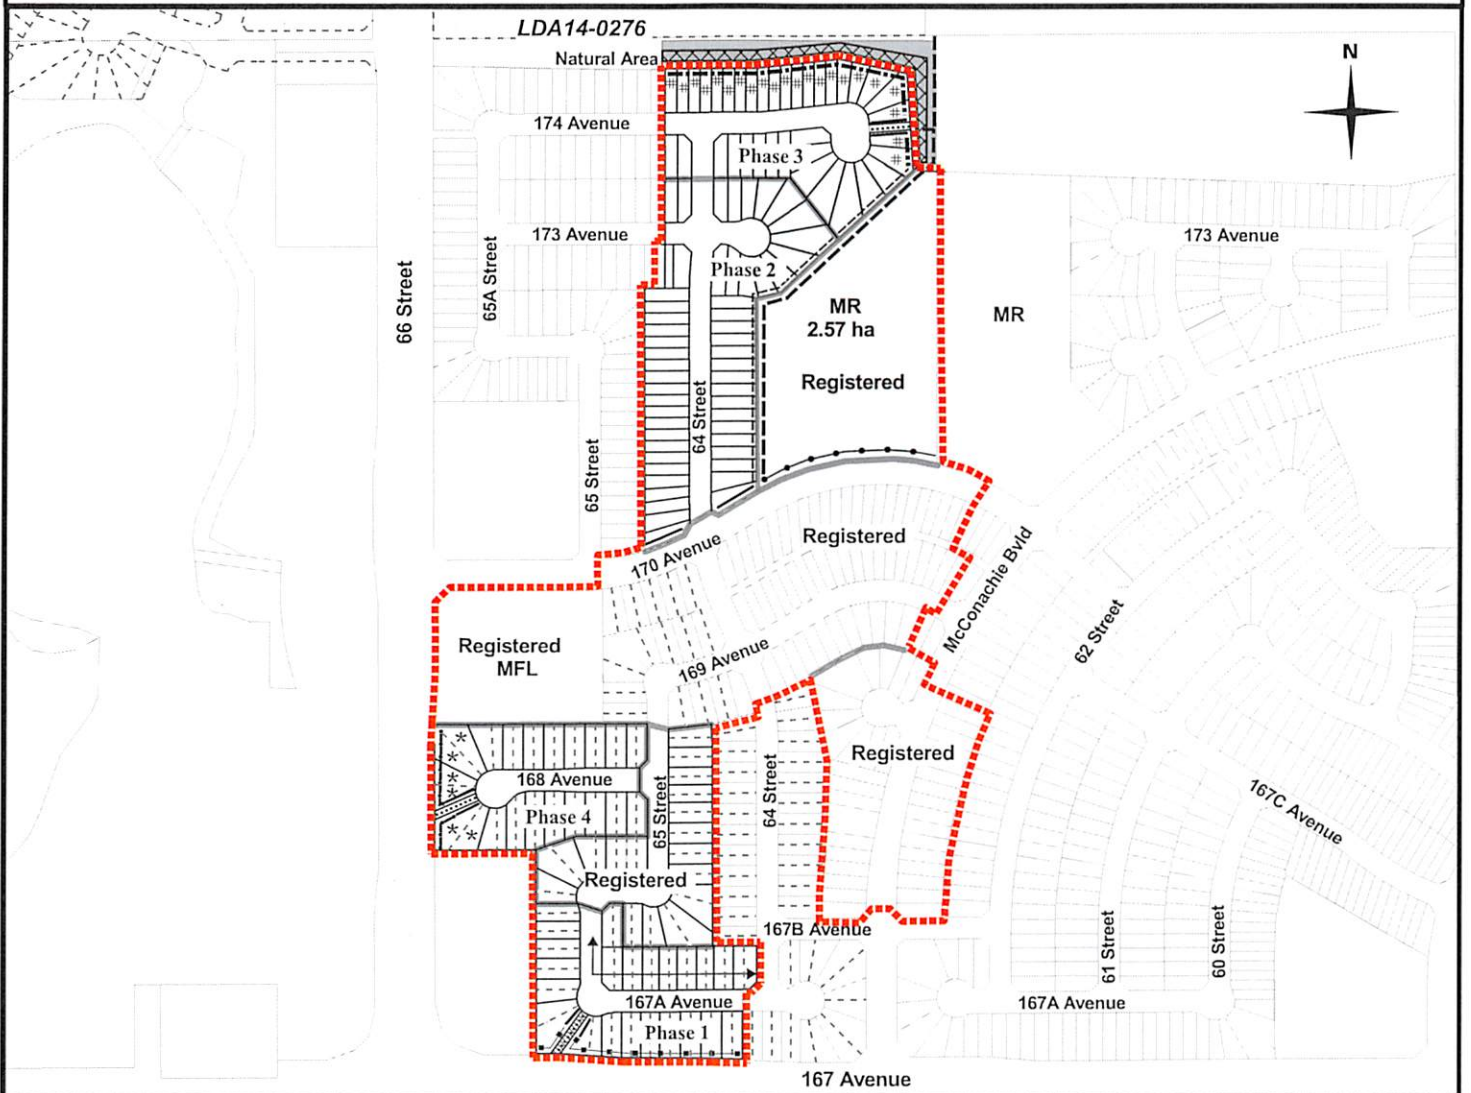 LDA14-0276
Natural Area
N
174 Avenue
Phase 3
173 Avenue
173 Avenue
65A Street
66 Street
Phase 2
MR
2.57 ha
MR
Registered
64 Street
65 Street
170 Avenue
Registered
McConachie Bvld
62 Street
Registered
MFL
169 Avenue
Registered
168 Avenue
65 Street
64 Street
Phase 4
167C Avenue
Registered
167B Avenue
61 Street
60 Street
167A Avenue
167A Avenue
Phase 1
167 Avenue